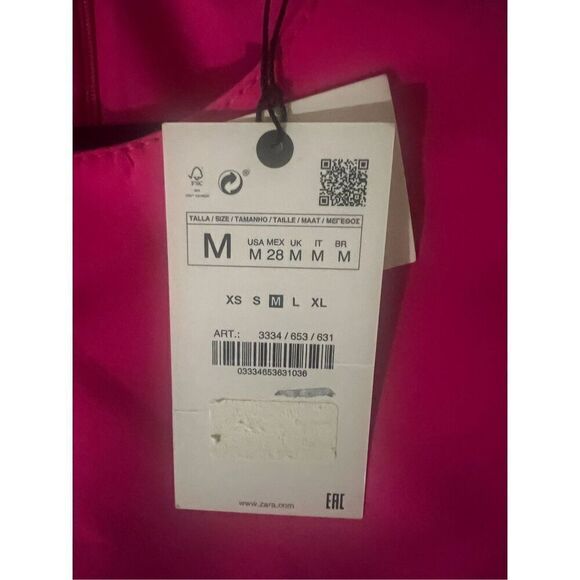 FSC
TALLA / SIZE / TAMANHO / TAILLE / MAAT / ΜΕΓΕΘΟΣ
M
USA MEX UK IT BR
M 28 M M M
XS S M L XL
ART.: 3334 / 653 / 631
03334653631036
www.zara.com
EAC